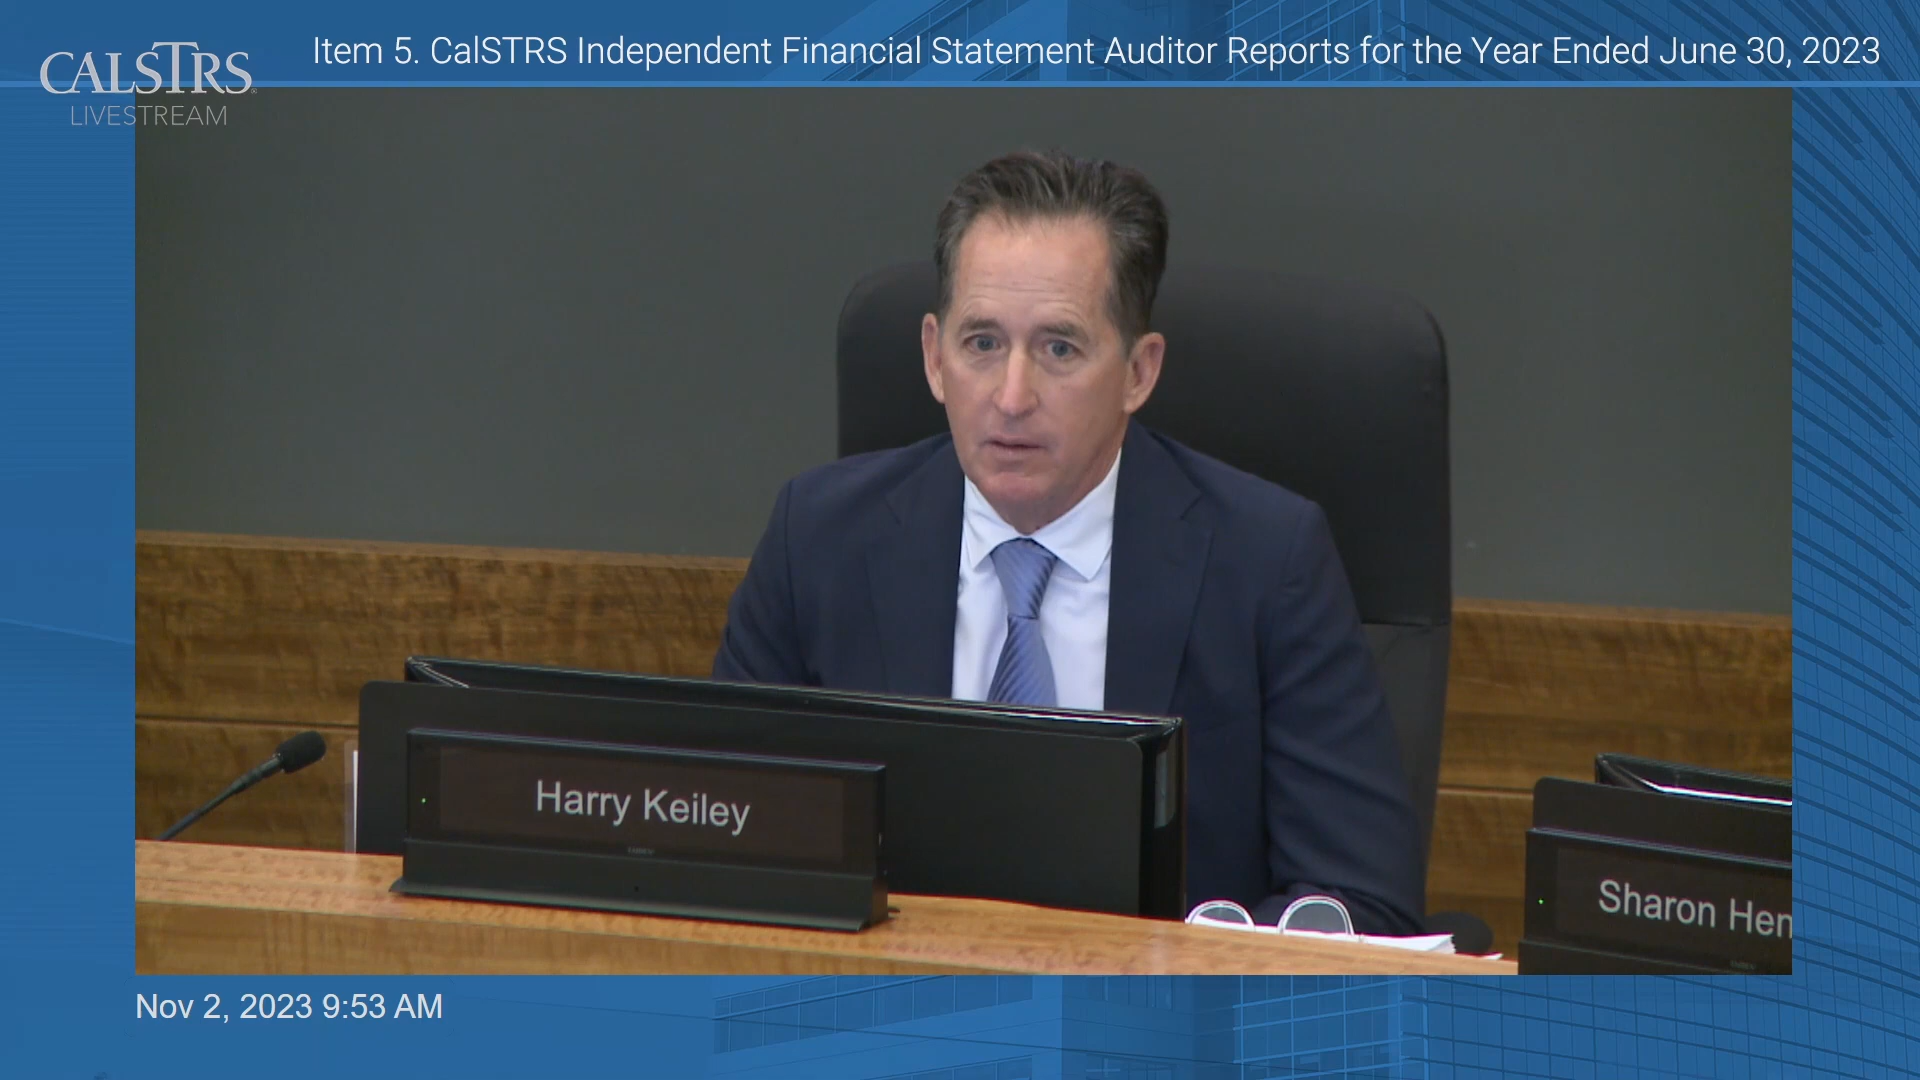 CALSTRS
LIVESTREAM
Item 5. CalSTRS Independent Financial Statement Auditor Reports for the Year Ended June 30, 2023
Harry Keiley
Sharon Hen
Nov 2, 2023 9:53 AM